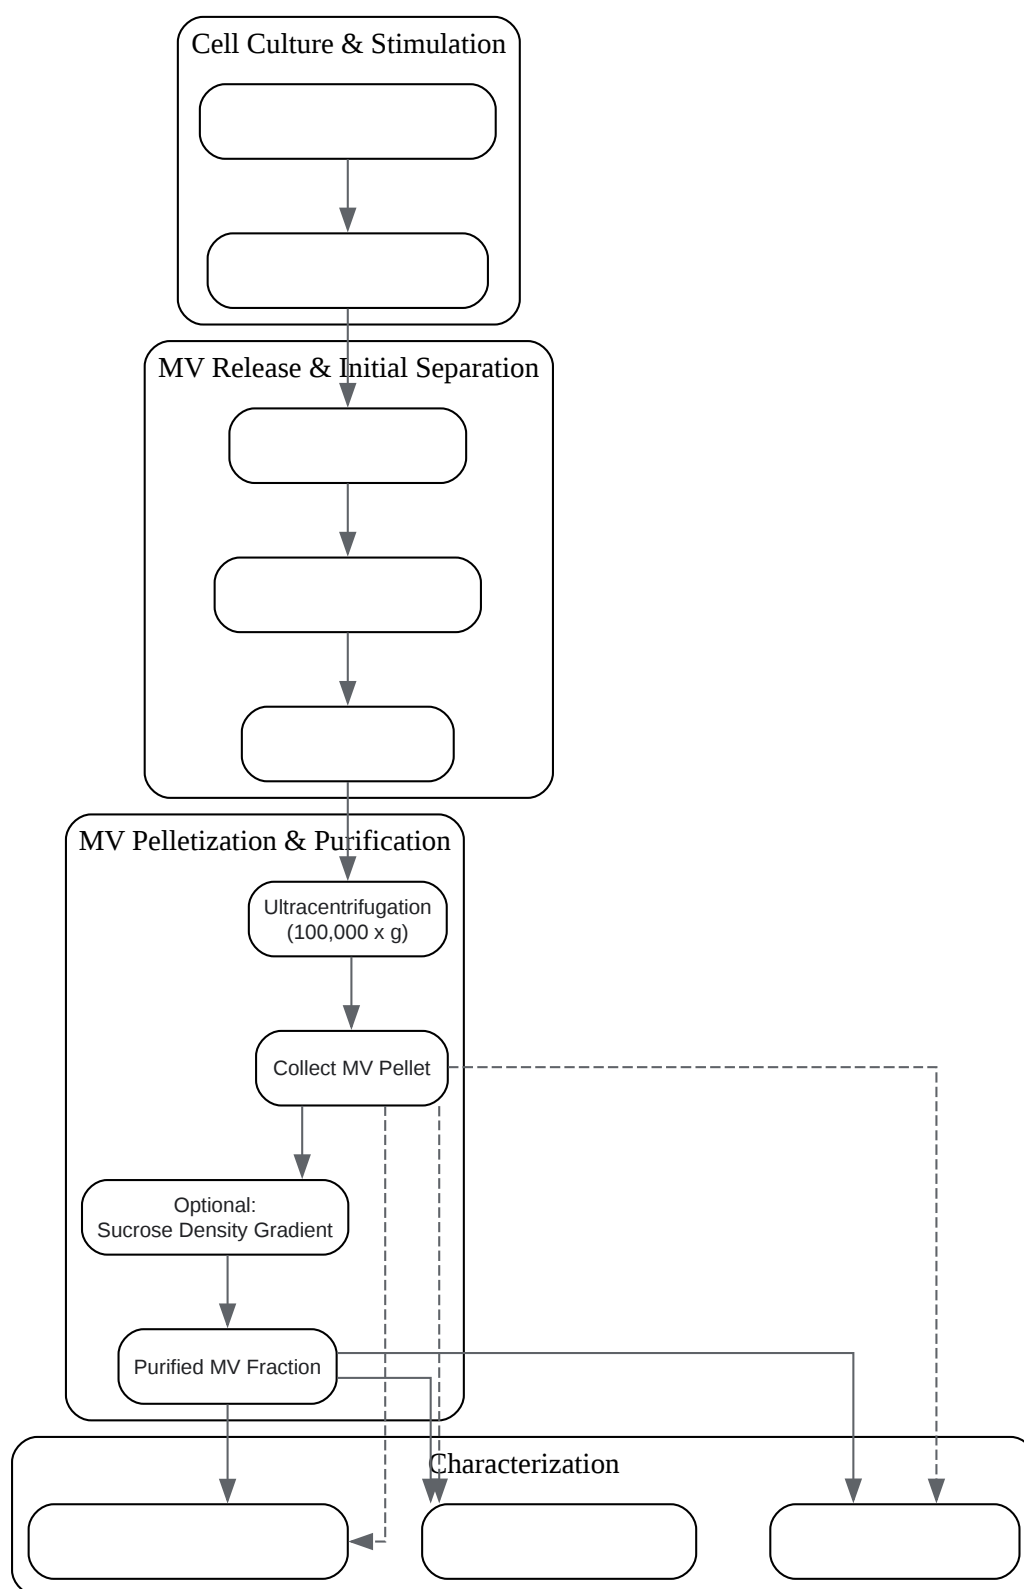 Cell Culture & Stimulation
MV Release & Initial Separation
MV Pelletization & Purification
Ultracentrifugation
(100,000 x g)
Collect MV Pellet
Optional:
Sucrose Density Gradient
Purified MV Fraction
Characterization